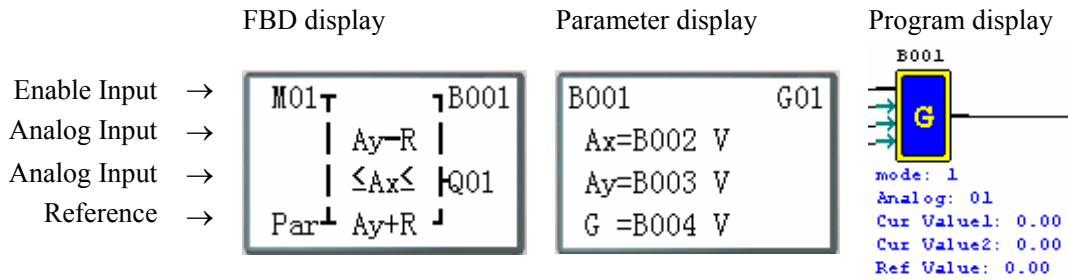 FBD display
Parameter display
Program display
Enable Input →
Analog Input →
Analog Input →
Reference →
M01 B001
Ay-R
≤Ax≤ Q01
Par Ay+R
B001 G01
Ax=B002 V
Ay=B003 V
G =B004 V
B001
G
mode: 1
Analog: 01
Cur Value1: 0.00
Cur Value2: 0.00
Ref Value: 0.00